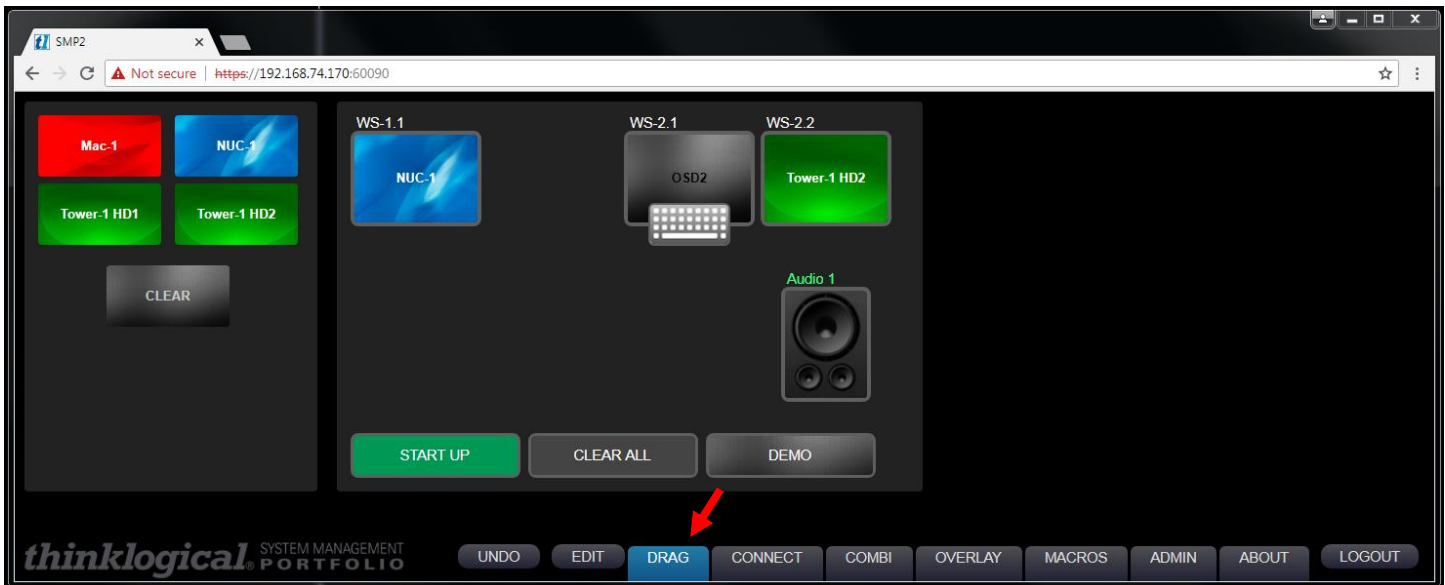 SMP2
Not secure | https://192.168.74.170:60090
Mac-1
NUC-1
Tower-1 HD1
Tower-1 HD2
CLEAR
WS-1.1
WS-2.1
WS-2.2
NUC-1
OSD2
Tower-1 HD2
Audio 1
START UP
CLEAR ALL
DEMO
thinklogical® SYSTEM MANAGEMENT
PORTFOLIO
UNDO
EDIT
DRAG
CONNECT
COMBI
OVERLAY
MACROS
ADMIN
ABOUT
LOGOUT